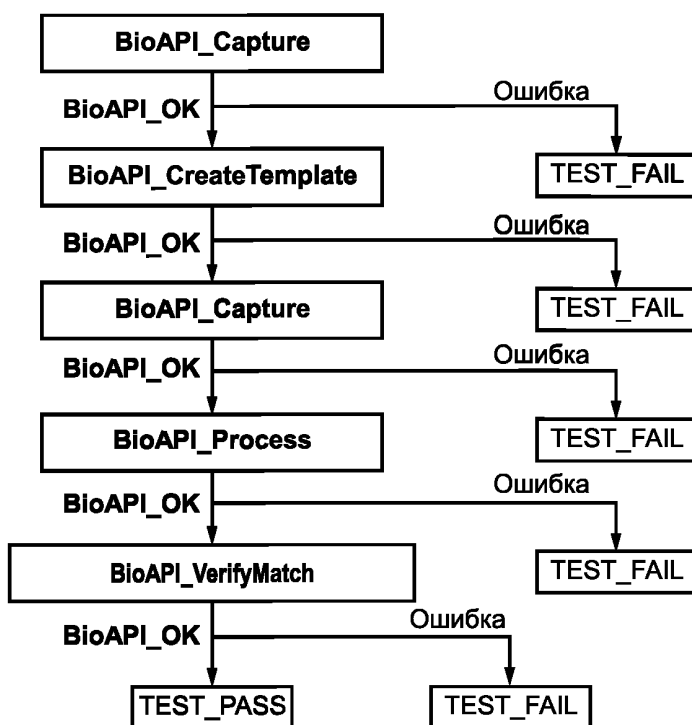 BioAPI_Capture
Ошибка
BioAPI_OK
TEST_FAIL
BioAPI_CreateTemplate
Ошибка
BioAPI_OK
TEST_FAIL
BioAPI_Capture
Ошибка
BioAPI_OK
TEST_FAIL
BioAPI_Process
Ошибка
BioAPI_OK
TEST_FAIL
BioAPI_VerifyMatch
Ошибка
BioAPI_OK
TEST_PASS
TEST_FAIL